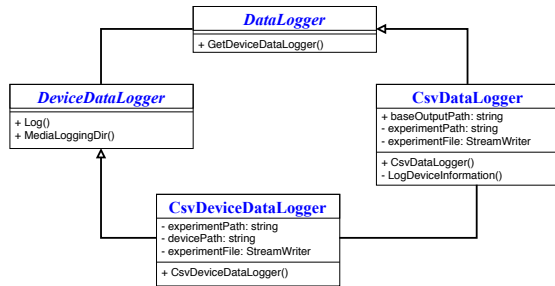 DataLogger
+ GetDeviceDataLogger()
DeviceDataLogger
+ Log()
+ MediaLoggingDir()
CsvDataLogger
+ baseOutputPath: string
- experimentPath: string
- experimentFile: StreamWriter
+ CsvDataLogger()
- LogDeviceInformation()
CsvDeviceDataLogger
- experimentPath: string
- devicePath: string
- experimentFile: StreamWriter
+ CsvDeviceDataLogger()